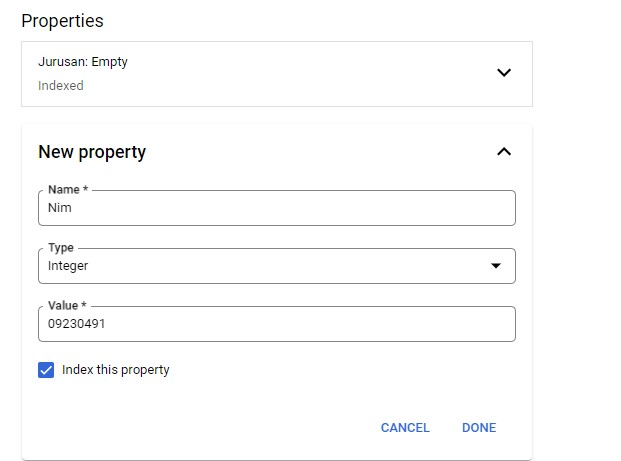 Properties
Jurusan: Empty
Indexed
New property
Name *
Nim
Type
Integer
Value *
09230491
Index this property
CANCEL DONE